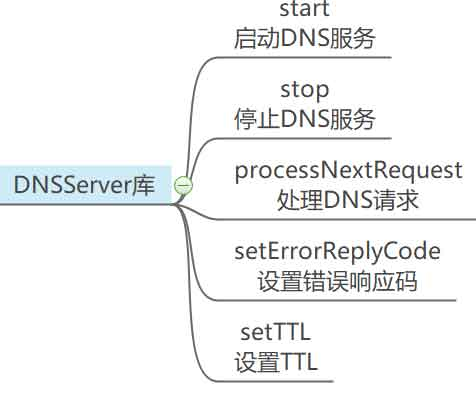 start
启动DNS服务
stop
停止DNS服务
DNSServer库
processNextRequest
处理DNS请求
setErrorReplyCode
设置错误响应码
setTTL
设置TTL